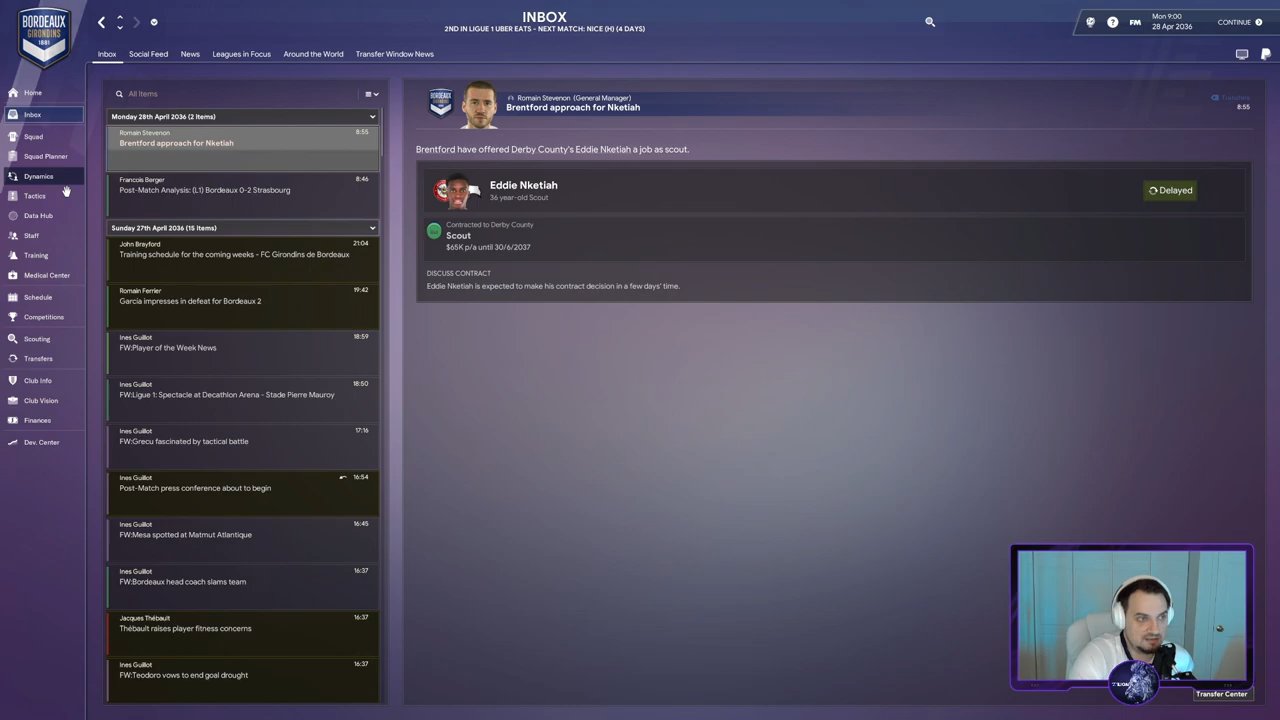 BORDEAUX
GIRONDINS
1881
INBOX
2ND IN LIGUE 1 UBER EATS - NEXT MATCH: NICE (H) (4 DAYS)
FM
Mon 9:00
28 Apr 2036
CONTINUE
Inbox
Social Feed
News
Leagues in Focus
Around the World
Transfer Window News
Home
Inbox
Squad
Squad Planner
Dynamics
Tactics
Data Hub
Staff
Training
Medical Center
Schedule
Competitions
Scouting
Transfers
Club Info
Club Vision
Finances
Dev. Center
All Items
Monday 28th April 2036 (2 Items)
Romain Stevenon
8:55
Brentford approach for Nketiah
Francois Berger
8:46
Post-Match Analysis: (L1) Bordeaux 0-2 Strasbourg
Sunday 27th April 2036 (15 Items)
John Brayford
21:04
Training schedule for the coming weeks - FC Girondins de Bordeaux
Romain Ferrier
19:42
García impresses in defeat for Bordeaux 2
Ines Guillot
18:59
FW:Player of the Week News
Ines Guillot
18:50
FW:Ligue 1: Spectacle at Decathlon Arena - Stade Pierre Mauroy
Ines Guillot
17:16
FW:Grecu fascinated by tactical battle
Ines Guillot
16:54
Post-Match press conference about to begin
Ines Guillot
16:45
FW:Mesa spotted at Matmut Atlantique
Ines Guillot
16:37
FW:Bordeaux head coach slams team
Jacques Thébault
16:37
Thébault raises player fitness concerns
Ines Guillot
16:37
FW:Teodoro vows to end goal drought
Romain Stevenon (General Manager)
Brentford approach for Nketiah
Translate
8:55
Brentford have offered Derby County's Eddie Nketiah a job as scout.
Eddie Nketiah
36 year-old Scout
Delayed
Contracted to Derby County
Scout
$65K p/a until 30/6/2037
DISCUSS CONTRACT
Eddie Nketiah is expected to make his contract decision in a few days' time.
Transfer Center